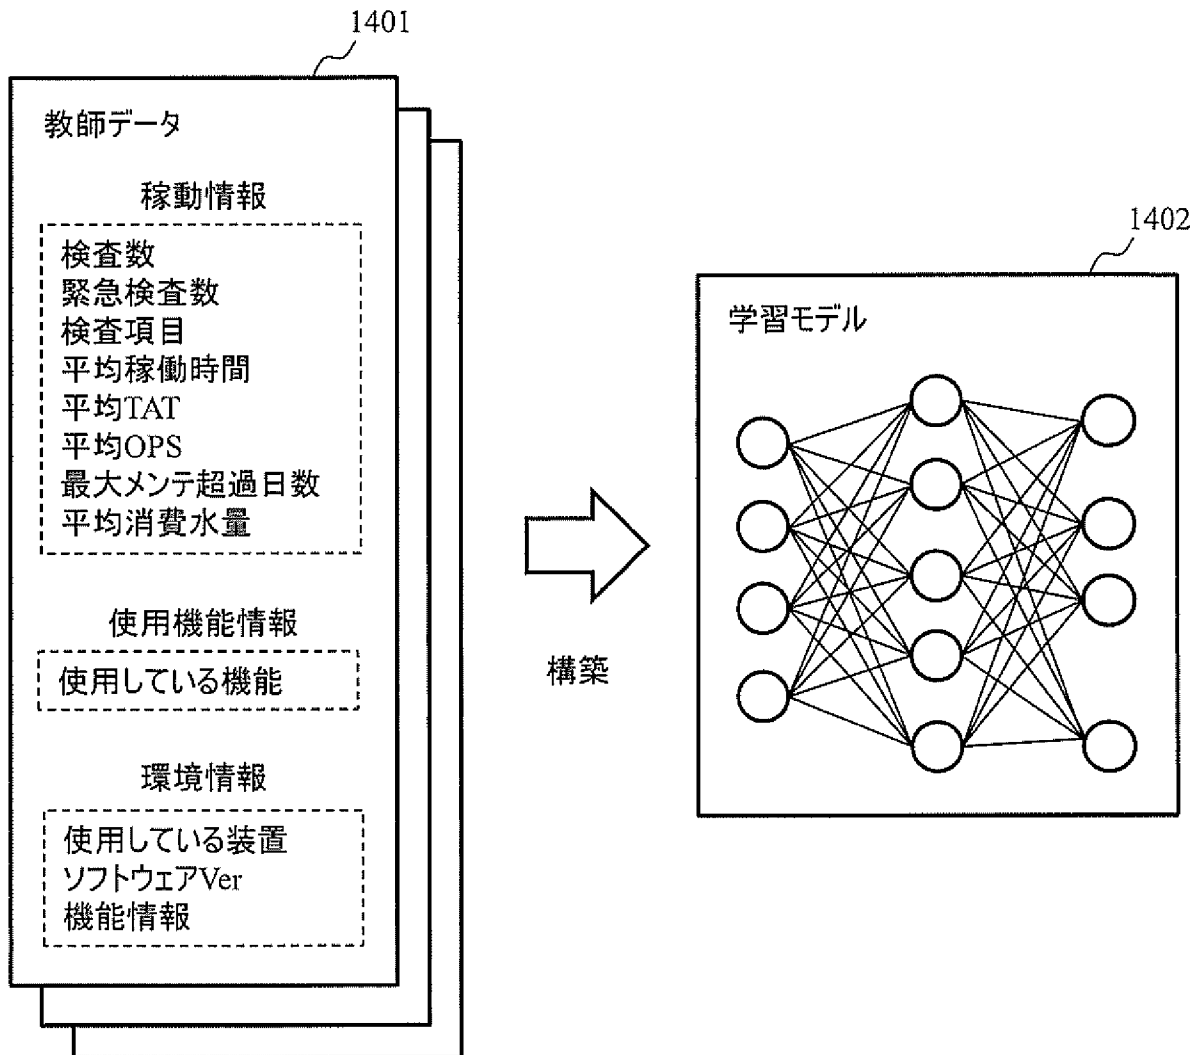 1401
教師データ
稼動情報
検査数
緊急検査数
検査項目
平均稼働時間
平均TAT
平均OPS
最大メンテ超過日数
平均消費水量
使用機能情報
使用している機能
環境情報
使用している装置
ソフトウェアVer
機能情報
構築
1402
学習モデル